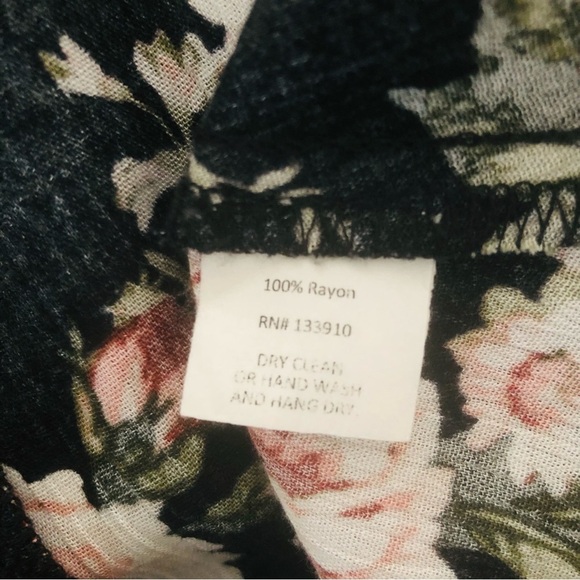 100% Rayon
RN# 133910
DRY CLEAN
OR HAND WASH
AND HANG DRY.